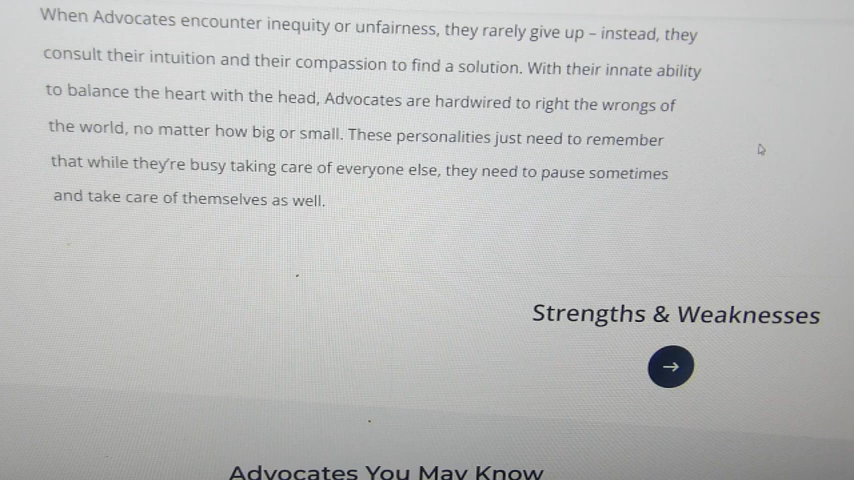 When Advocates encounter inequity or unfairness, they rarely give up – instead, they
consult their intuition and their compassion to find a solution. With their innate ability
to balance the heart with the head, Advocates are hardwired to right the wrongs of
the world, no matter how big or small. These personalities just need to remember
that while they're busy taking care of everyone else, they need to pause sometimes
and take care of themselves as well.
Strengths & Weaknesses
Advocates You May Know